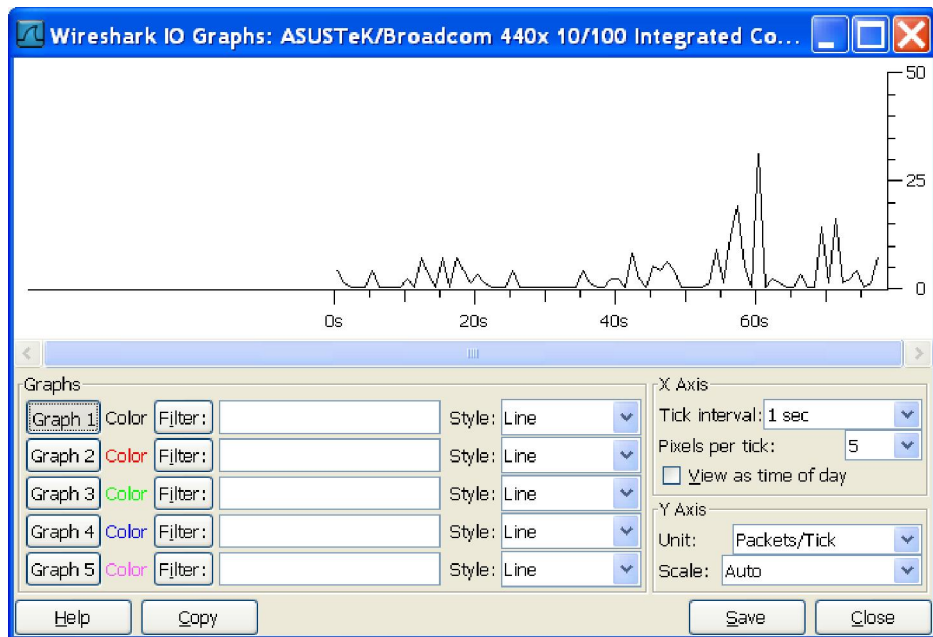 Wireshark IO Graphs: ASUSTeK/Broadcom 440x 10/100 Integrated Co...
50
25
0
0s 20s 40s 60s
Graphs
Graph 1 Color Filter: Style: Line
Graph 2 Color Filter: Style: Line
Graph 3 Color Filter: Style: Line
Graph 4 Color Filter: Style: Line
Graph 5 Color Filter: Style: Line
X Axis
Tick interval: 1 sec
Pixels per tick: 5
View as time of day
Y Axis
Unit: Packets/Tick
Scale: Auto
Help Copy Save Close